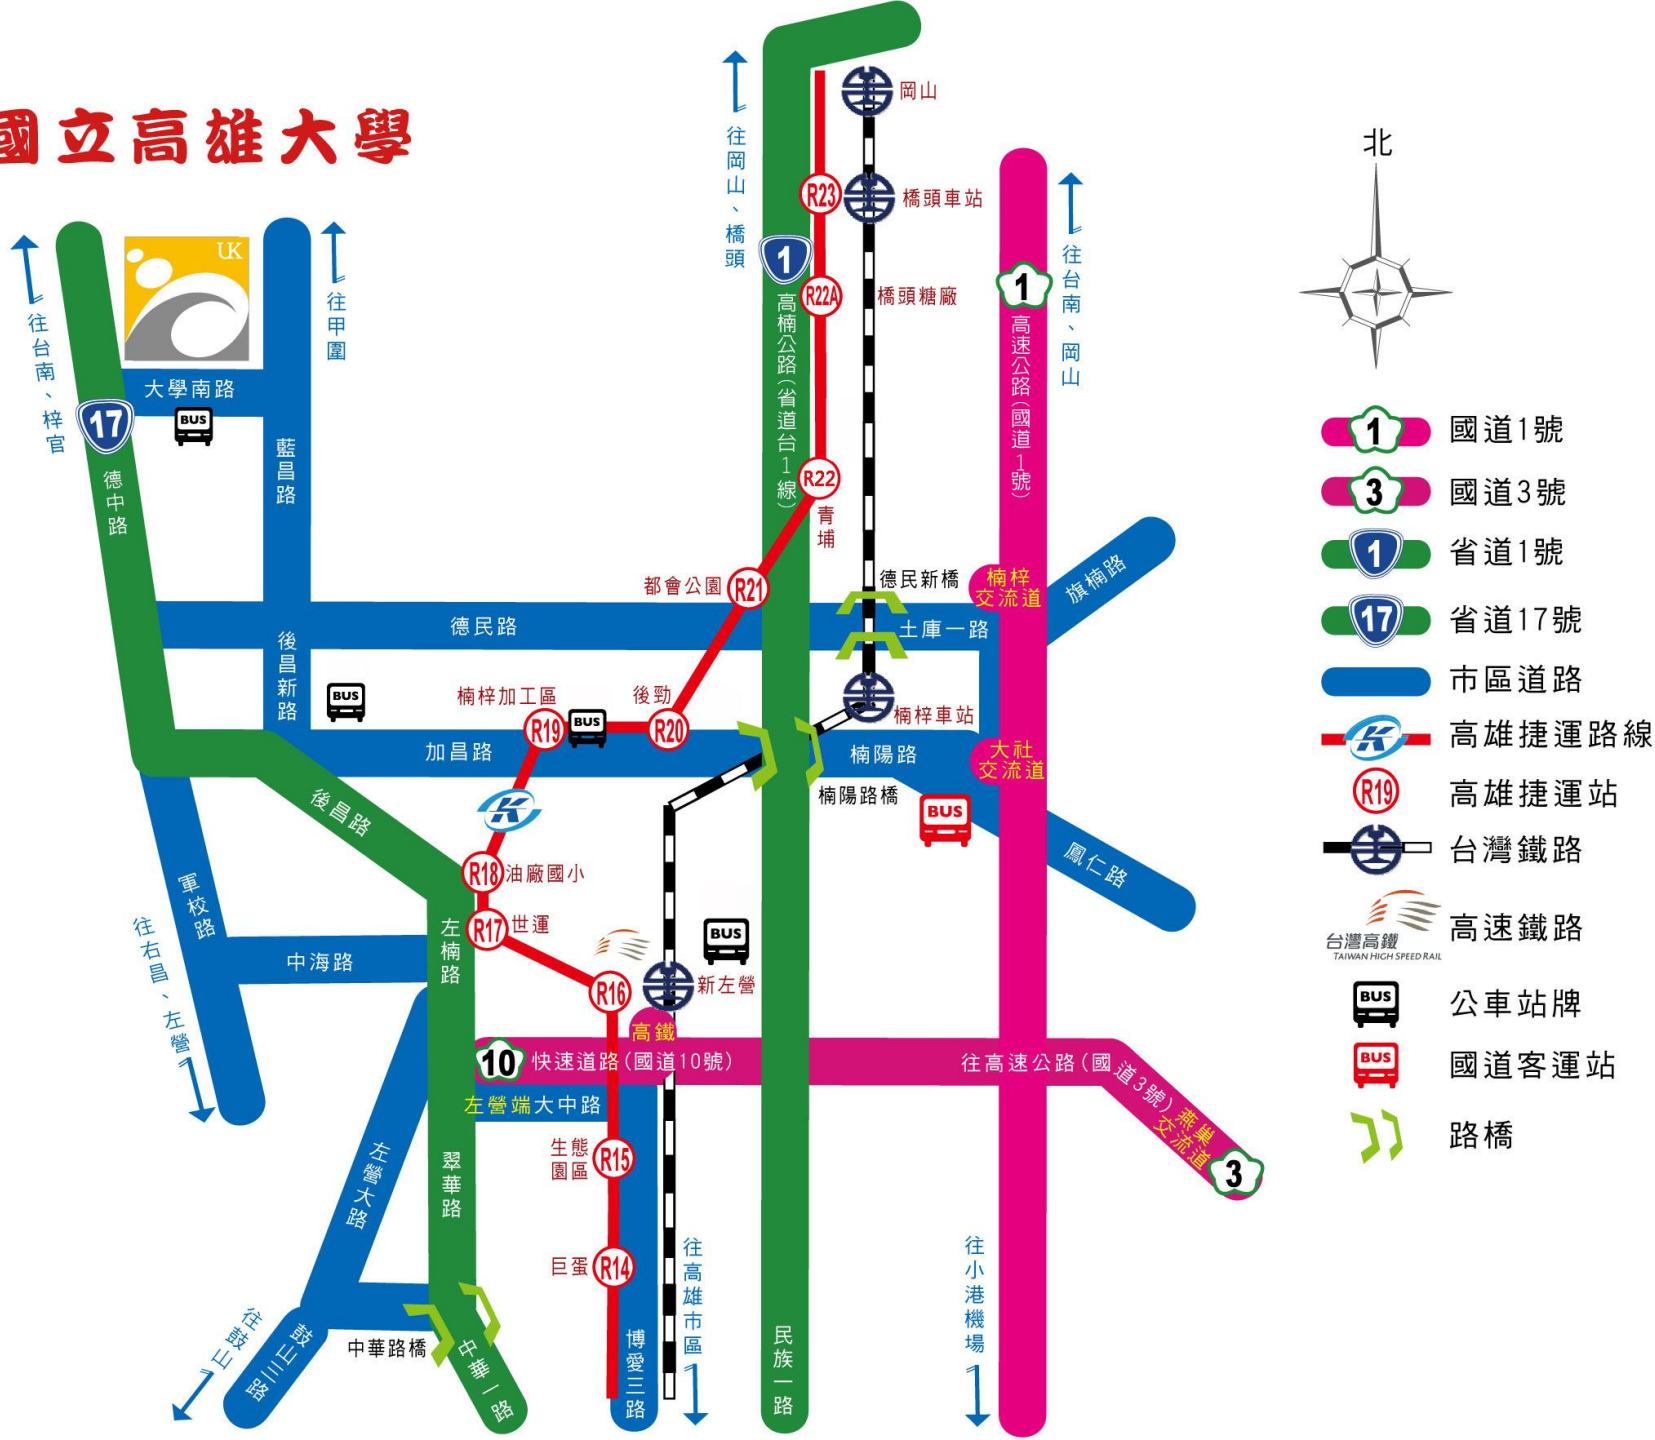 國立高雄大學
UK
往台南、梓官
往甲圍
大學南路
BUS
17
德中路
藍昌路
後昌新路
往岡山、橋頭
1
高楠公路(省道台1線)
岡山
R23
橋頭車站
R22A
橋頭糖廠
R22
青埔
1
高速公路(國道1號)
往台南、岡山
北
都會公園
R21
德民新橋
楠梓
交流道
旗楠路
德民路
土庫一路
BUS
楠梓加工區
R19
BUS
後勁
R20
楠梓車站
加昌路
楠陽路
大社
交流道
楠陽路橋
BUS
鳳仁路
後昌路
K
R18
油廠國小
R17
世運
軍校路
往右昌、左營
中海路
左楠路
R16
BUS
新左營
高鐵
10
快速道路(國道10號)
往高速公路(國道3號)
燕巢
交流道
3
左營端大中路
生態
園區
R15
翠華路
左營大路
巨蛋
R14
往高雄市區
往小港機場
往鼓山
鼓山三路
中華路橋
中華一路
博愛三路
民族一路
1
國道1號
3
國道3號
1
省道1號
17
省道17號
市區道路
K
高雄捷運路線
R19
高雄捷運站
台灣鐵路
台灣高鐵
TAIWAN HIGH SPEED RAIL
高速鐵路
BUS
公車站牌
BUS
國道客運站
路橋